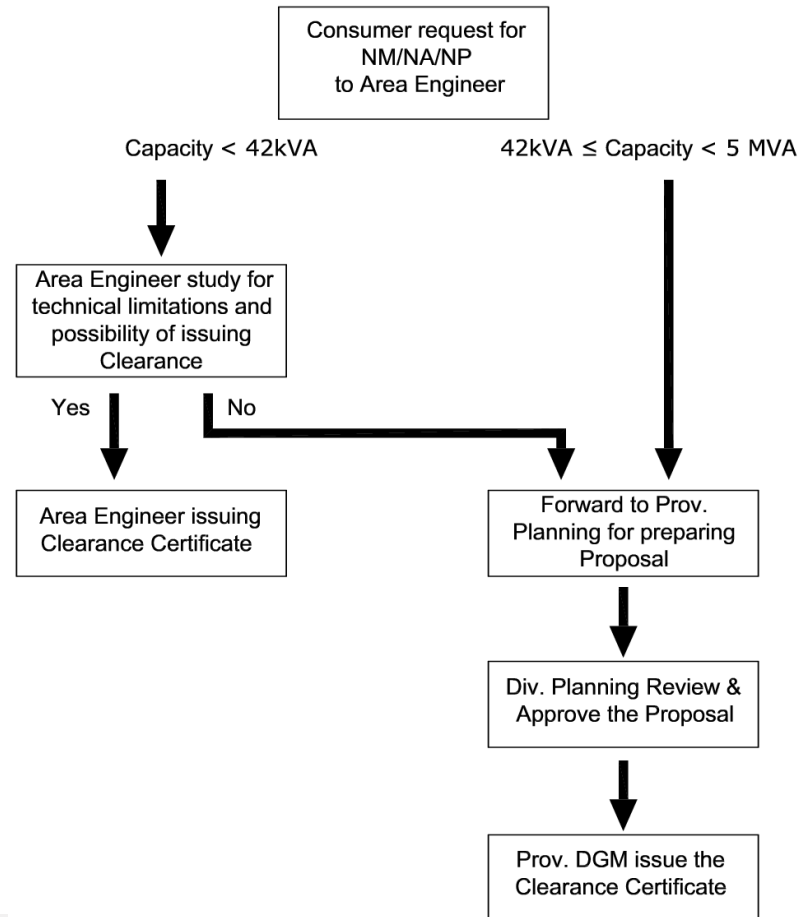 Consumer request for
NM/NA/NP
to Area Engineer
Capacity < 42kVA
42kVA ≤ Capacity < 5 MVA
Area Engineer study for
technical limitations and
possibility of issuing
Clearance
Yes
No
Area Engineer issuing
Clearance Certificate
Forward to Prov.
Planning for preparing
Proposal
Div. Planning Review &
Approve the Proposal
Prov. DGM issue the
Clearance Certificate